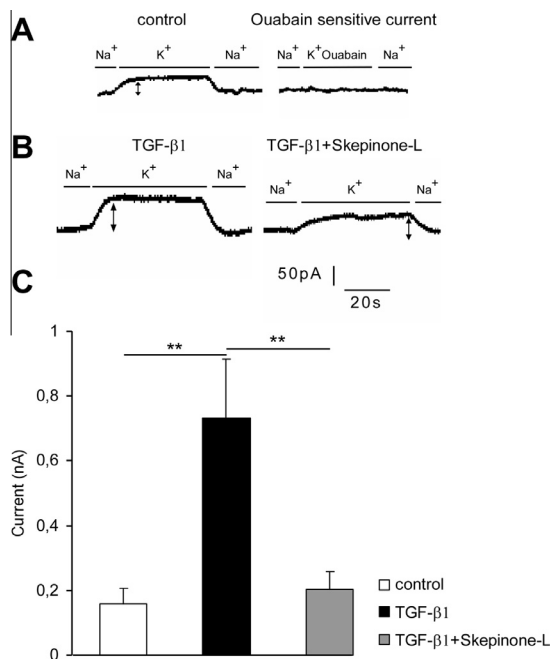 A
control
Ouabain sensitive current
Na+ K+ Na+
Na+ K+Ouabain Na+
B
TGF-β1
TGF-β1+Skepinone-L
Na+ K+ Na+
Na+ K+ Na+
50pA
20s
C
Current (nA)
1
0,8
0,6
0,4
0,2
0
**
**
control
TGF-β1
TGF-β1+Skepinone-L